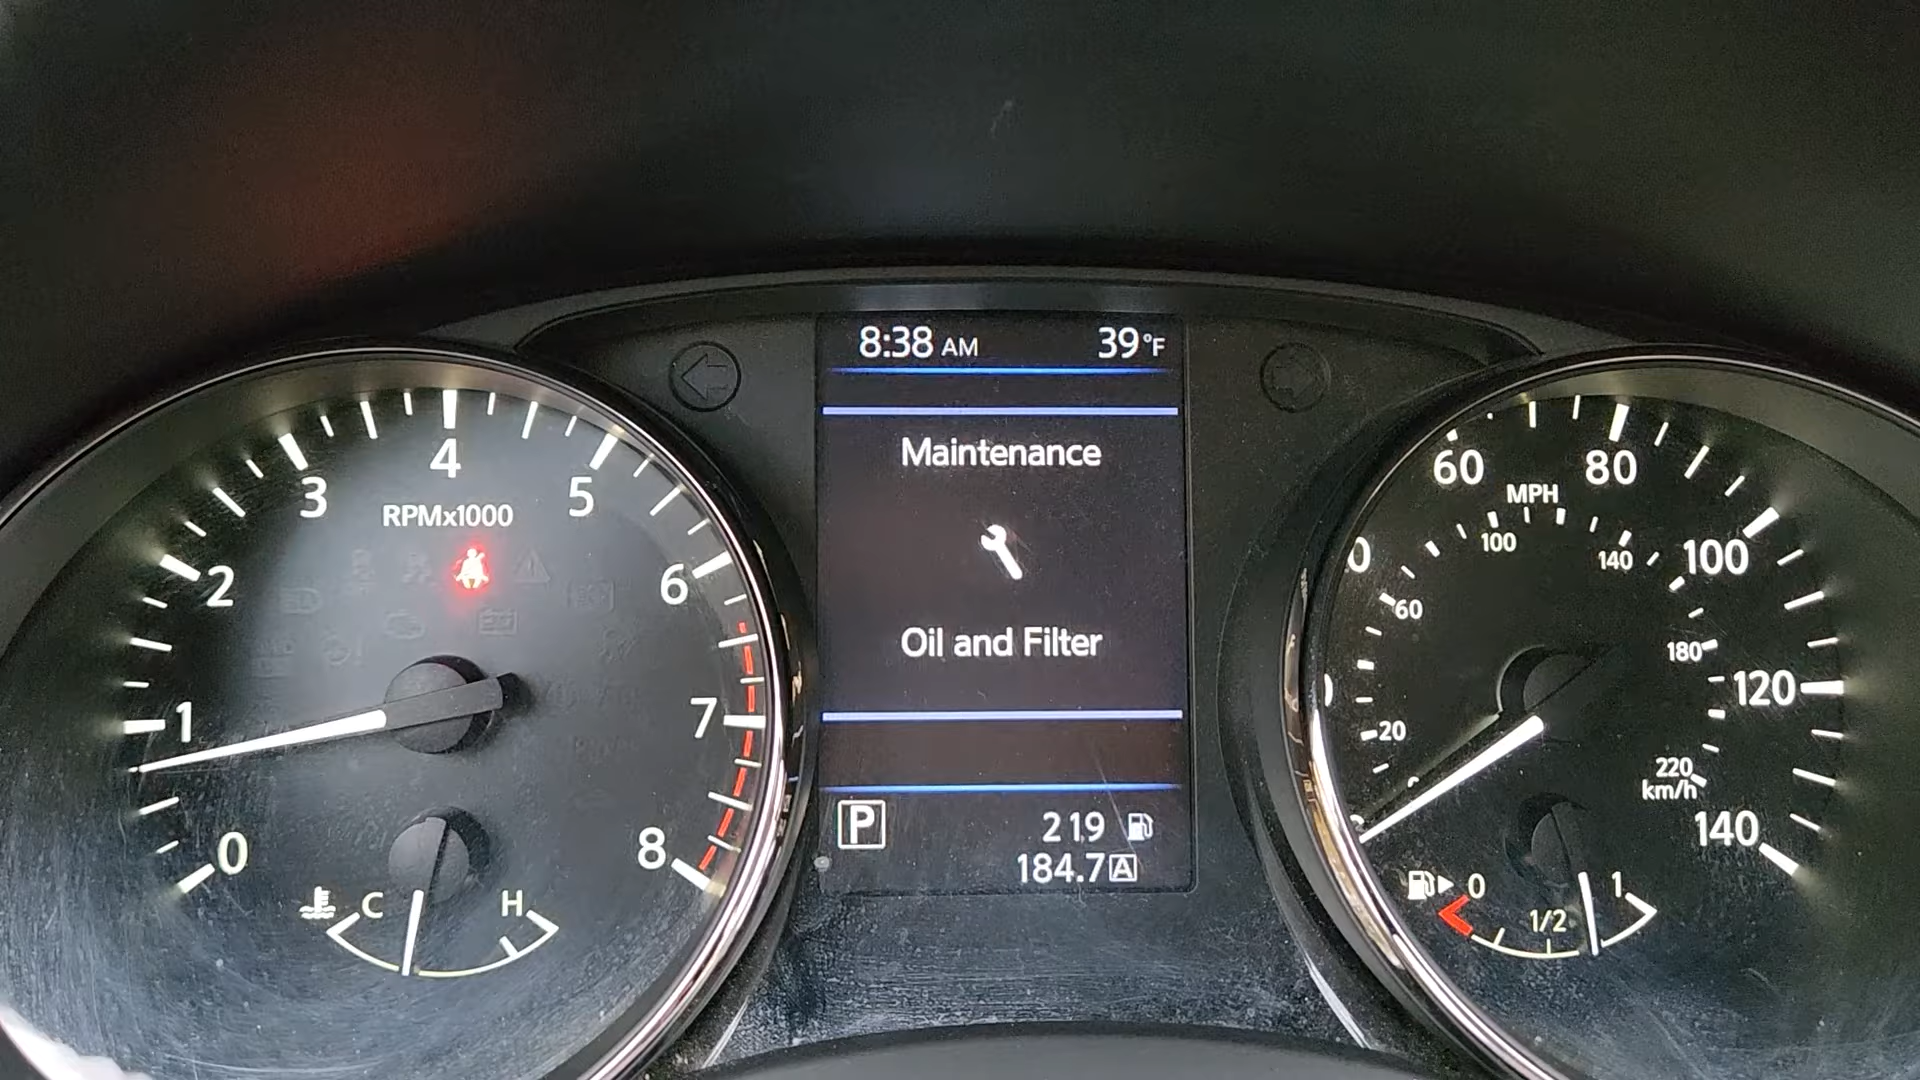 8:38 AM 39°F
Maintenance
Oil and Filter
P
219
184.7 A
0
1
2
3
4
5
6
7
8
RPMx1000
C H
60
80
100
120
140
MPH
20
60
100
140
180
220
km/h
0 1/2 1